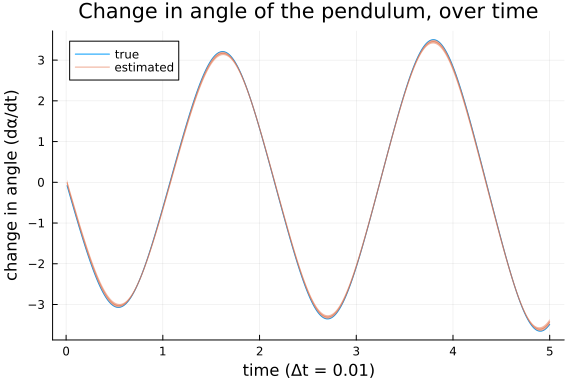 Change in angle of the pendulum, over time
true
estimated
3
2
1
0
−1
−2
−3
change in angle (dα/dt)
0 1 2 3 4 5
time (Δt = 0.01)